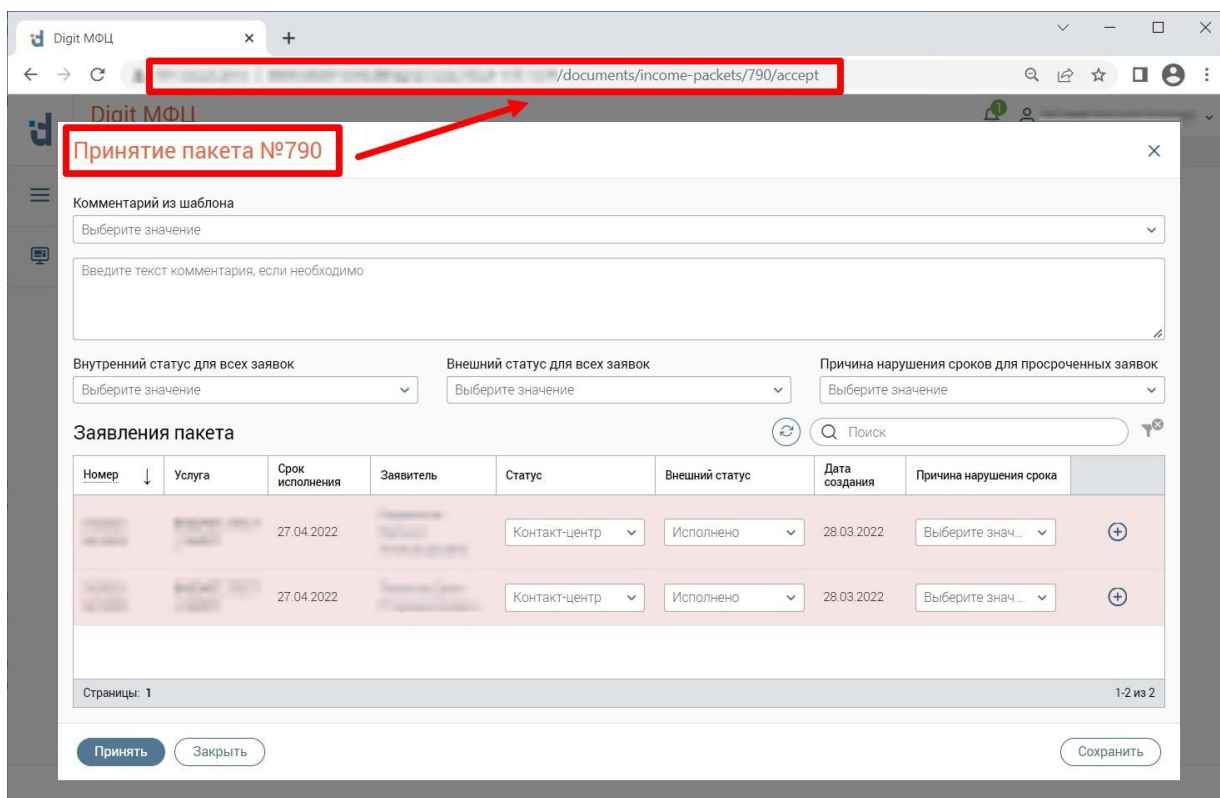 Digit МФЦ
/documents/income-packets/790/accept
Digit МФЦ
1
Принятие пакета №790
Комментарий из шаблона
Выберите значение
Введите текст комментария, если необходимо
Внутренний статус для всех заявок Внешний статус для всех заявок Причина нарушения сроков для просроченных заявок
Выберите значение Выберите значение Выберите значение
Заявления пакета Поиск
Номер Услуга Срок исполнения Заявитель Статус Внешний статус Дата создания Причина нарушения срока
27.04.2022 Контакт-центр Исполнено 28.03.2022 Выберите знач...
27.04.2022 Контакт-центр Исполнено 28.03.2022 Выберите знач...
Страницы: 1 1-2 из 2
Принять Закрыть Сохранить